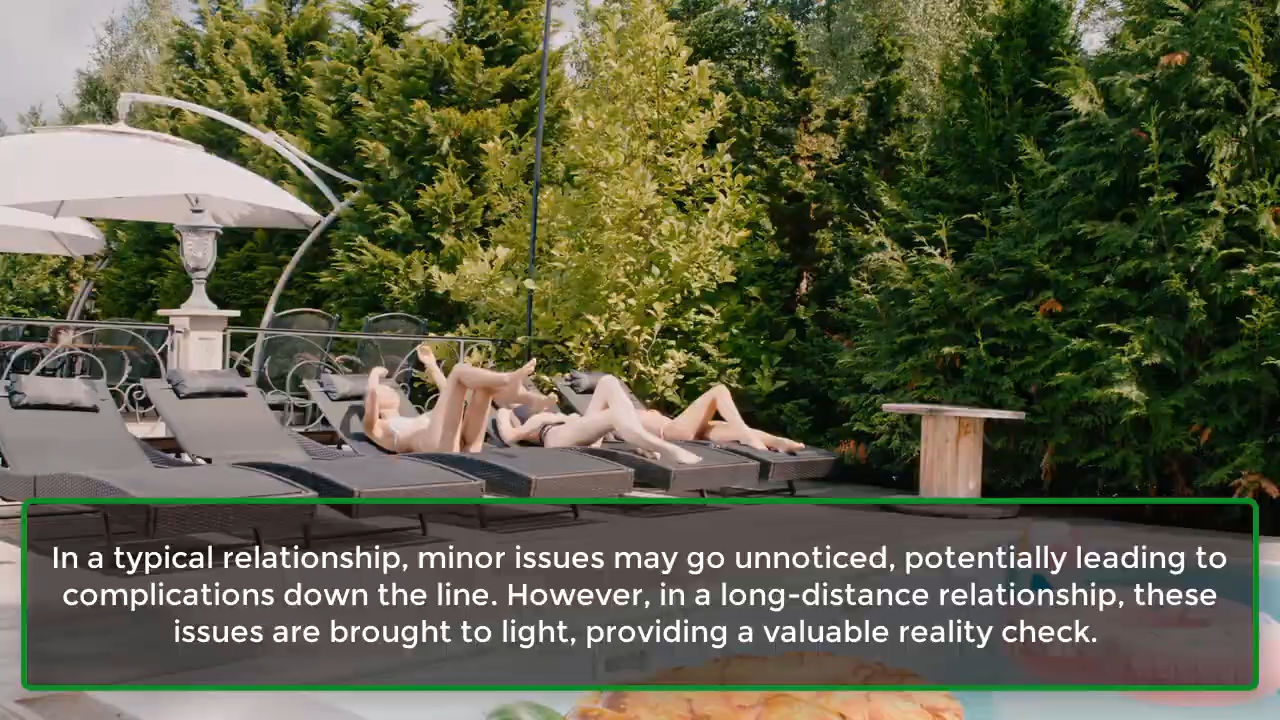 In a typical relationship, minor issues may go unnoticed, potentially leading to
complications down the line. However, in a long-distance relationship, these
issues are brought to light, providing a valuable reality check.